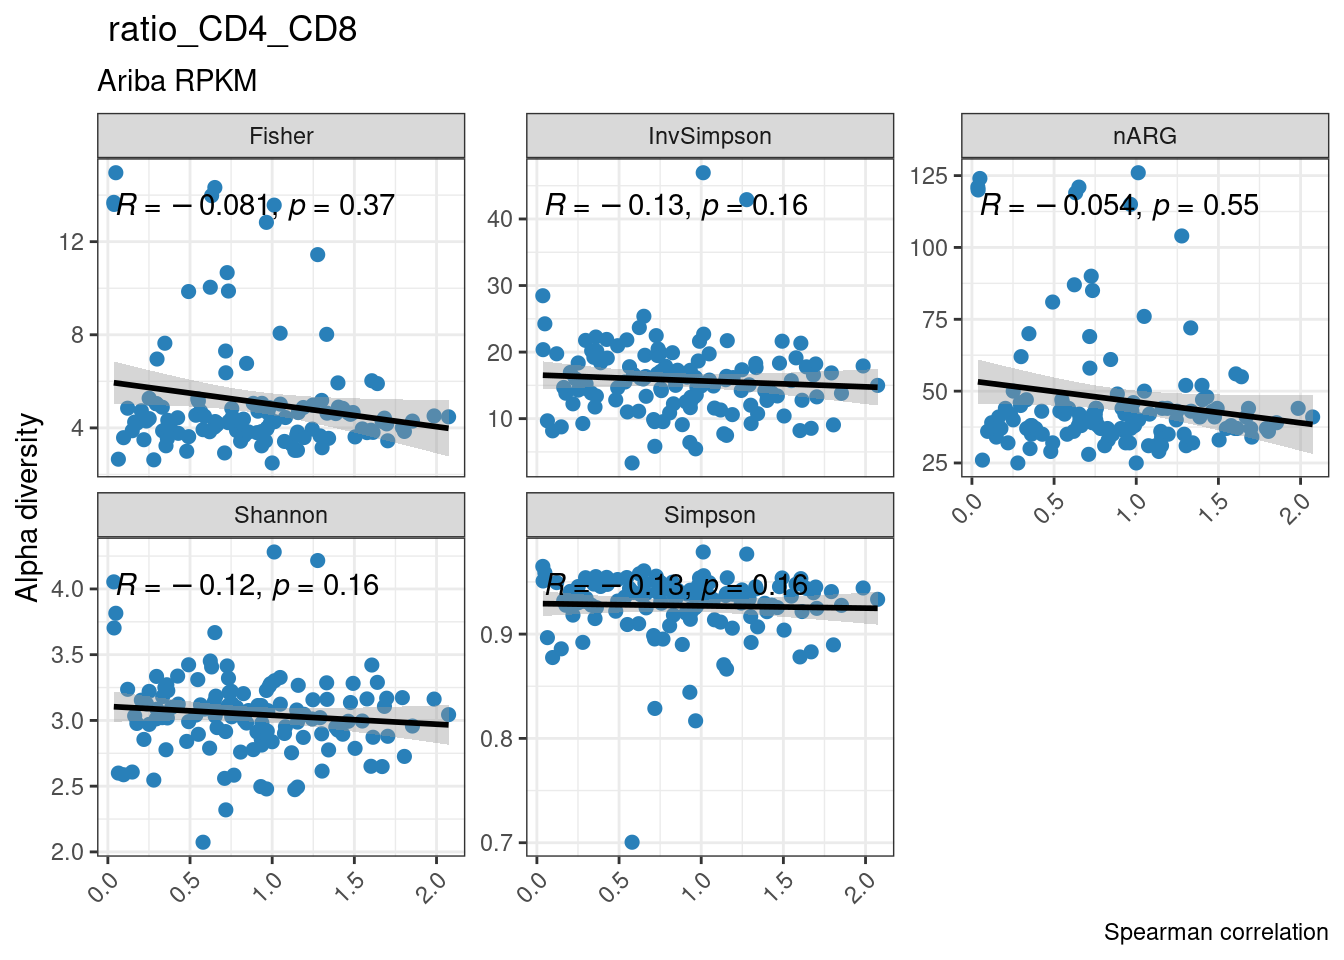 ratio_CD4_CD8
Ariba RPKM
Fisher
InvSimpson
nARG
R = − 0.081, p = 0.37
R = − 0.13, p = 0.16
R = − 0.054, p = 0.55
12
8
4
40
30
20
10
125
100
75
50
25
0.0
0.5
1.0
1.5
2.0
Alpha diversity
Shannon
Simpson
R = − 0.12, p = 0.16
R = − 0.13, p = 0.16
4.0
3.5
3.0
2.5
2.0
0.9
0.8
0.7
0.0
0.5
1.0
1.5
2.0
0.0
0.5
1.0
1.5
2.0
Spearman correlation